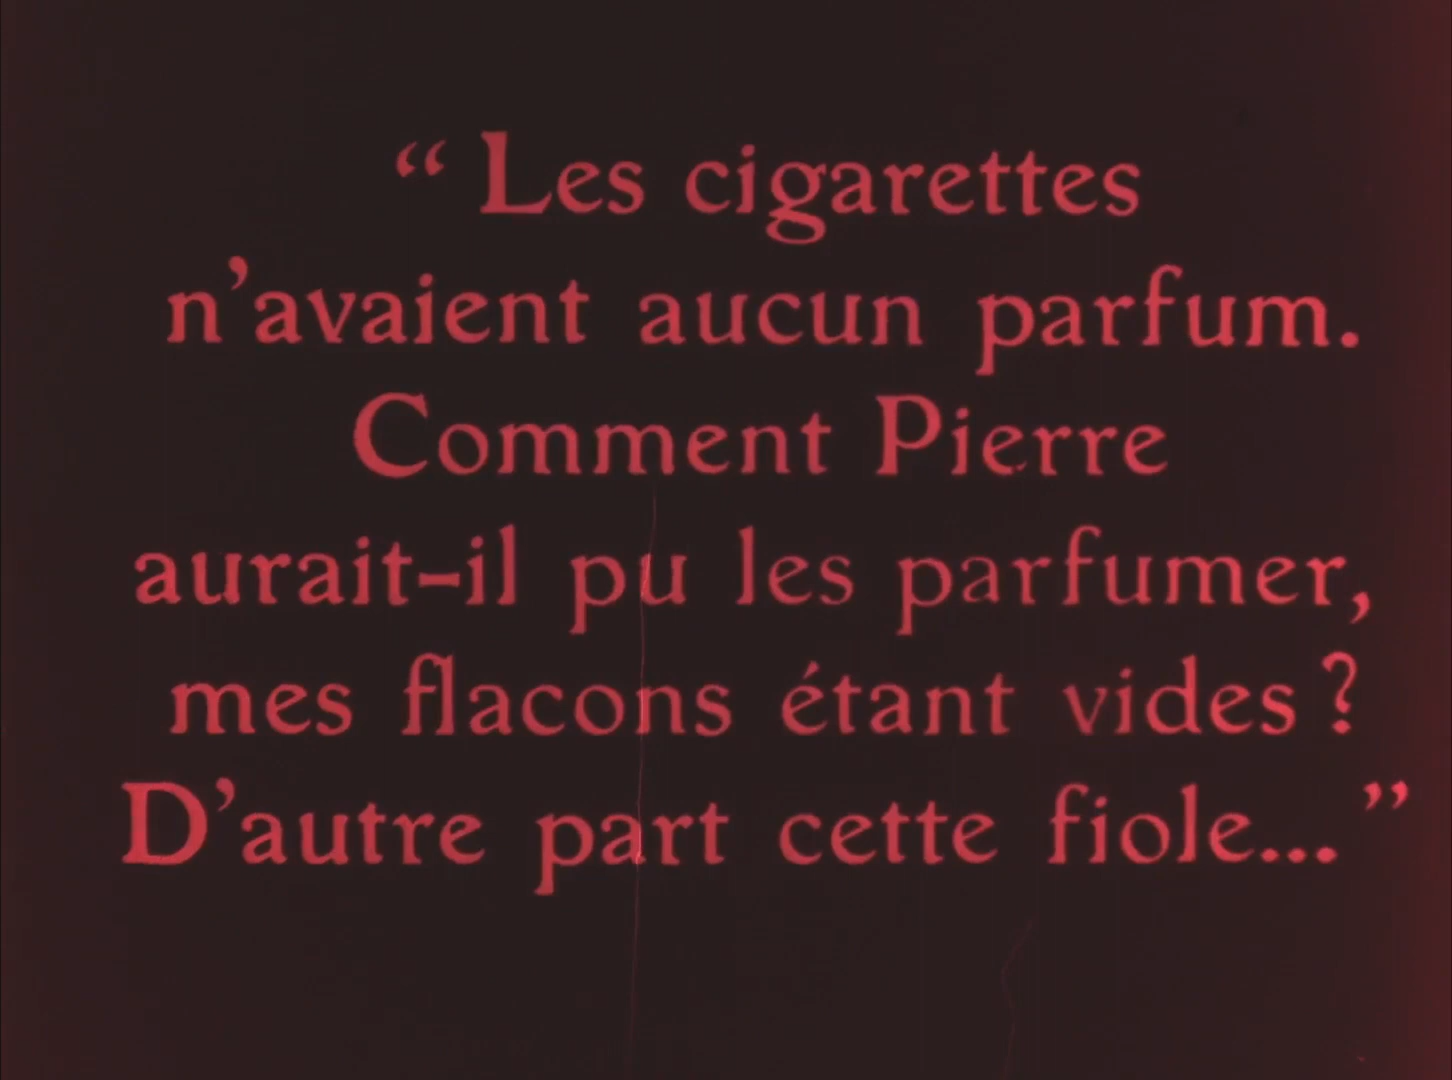 “ Les cigarettes
n’avaient aucun parfum.
Comment Pierre
aurait-il pu les parfumer,
mes flacons étant vides ?
D’autre part cette fiole... ”